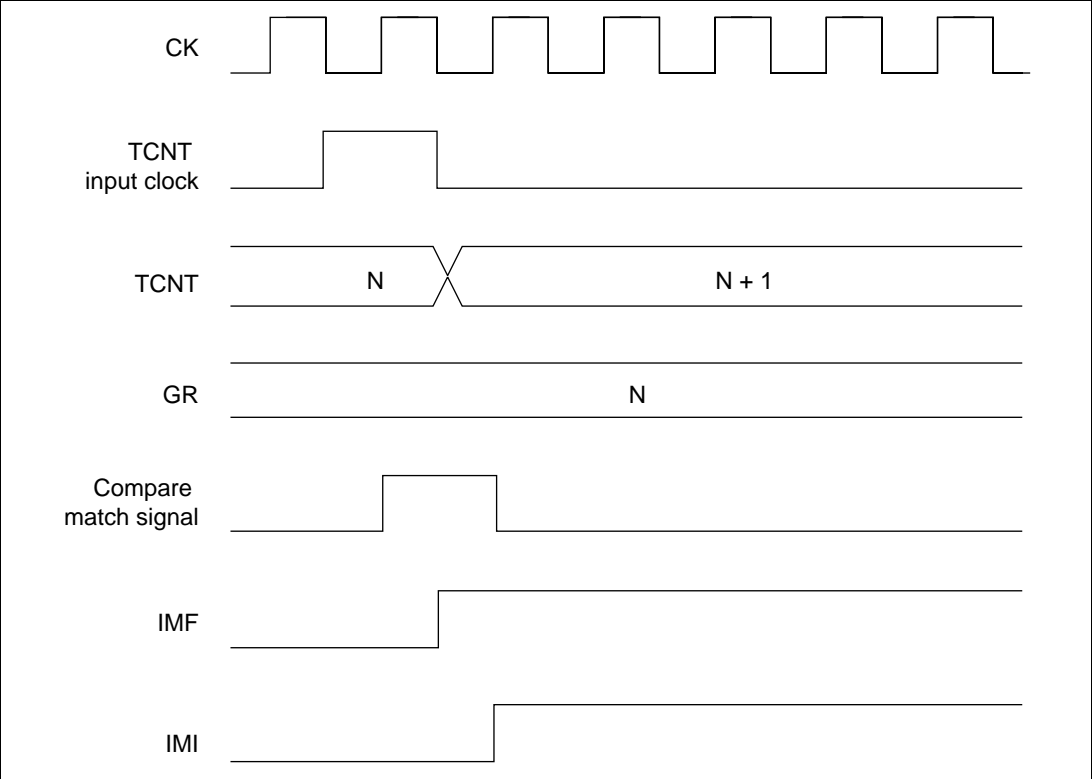 CK
TCNT
input clock
TCNT
N
N + 1
GR
N
Compare
match signal
IMF
IMI